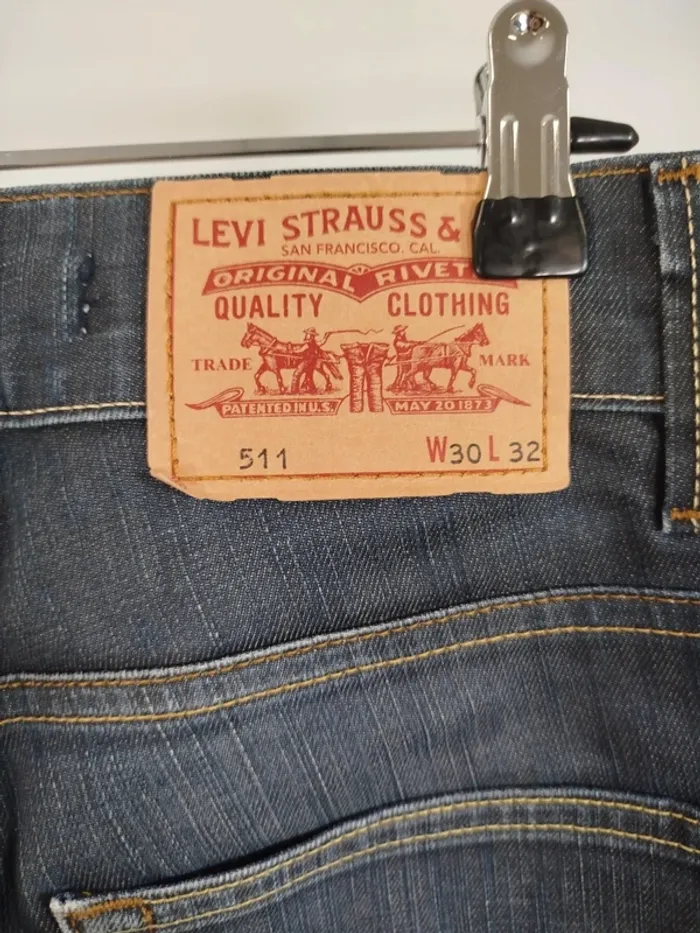 LEVI STRAUSS &
SAN FRANCISCO. CAL.
ORIGINAL RIVET
QUALITY CLOTHING
TRADE MARK
PATENTED IN U.S. MAY 20 1873
511 W30 L 32